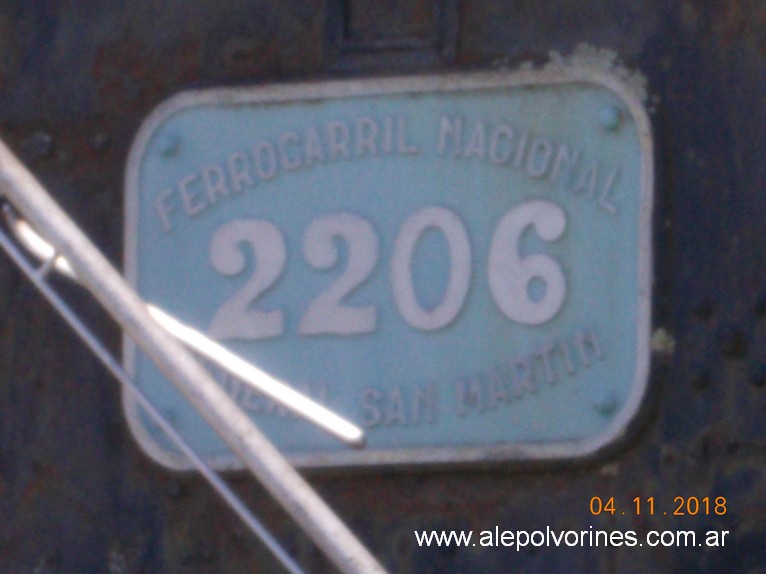 FERROCARRIL NACIONAL
2206
SAN MARTIN
04.11.2018
www.alepolvorines.com.ar